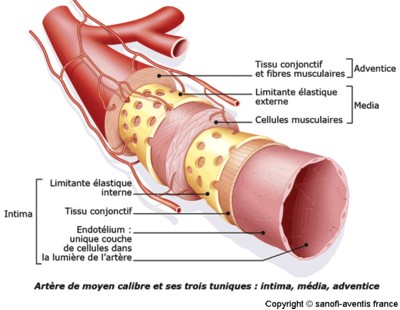 Tissu conjonctif
et fibres musculaires
Adventice
Limitante élastique
externe
Media
Cellules musculaires
Limitante élastique
interne
Intima
Tissu conjonctif
Endotélium :
unique couche
de cellules dans
la lumière de l'artère
Artère de moyen calibre et ses trois tuniques : intima, média, adventice
Copyright © sanofi-aventis france